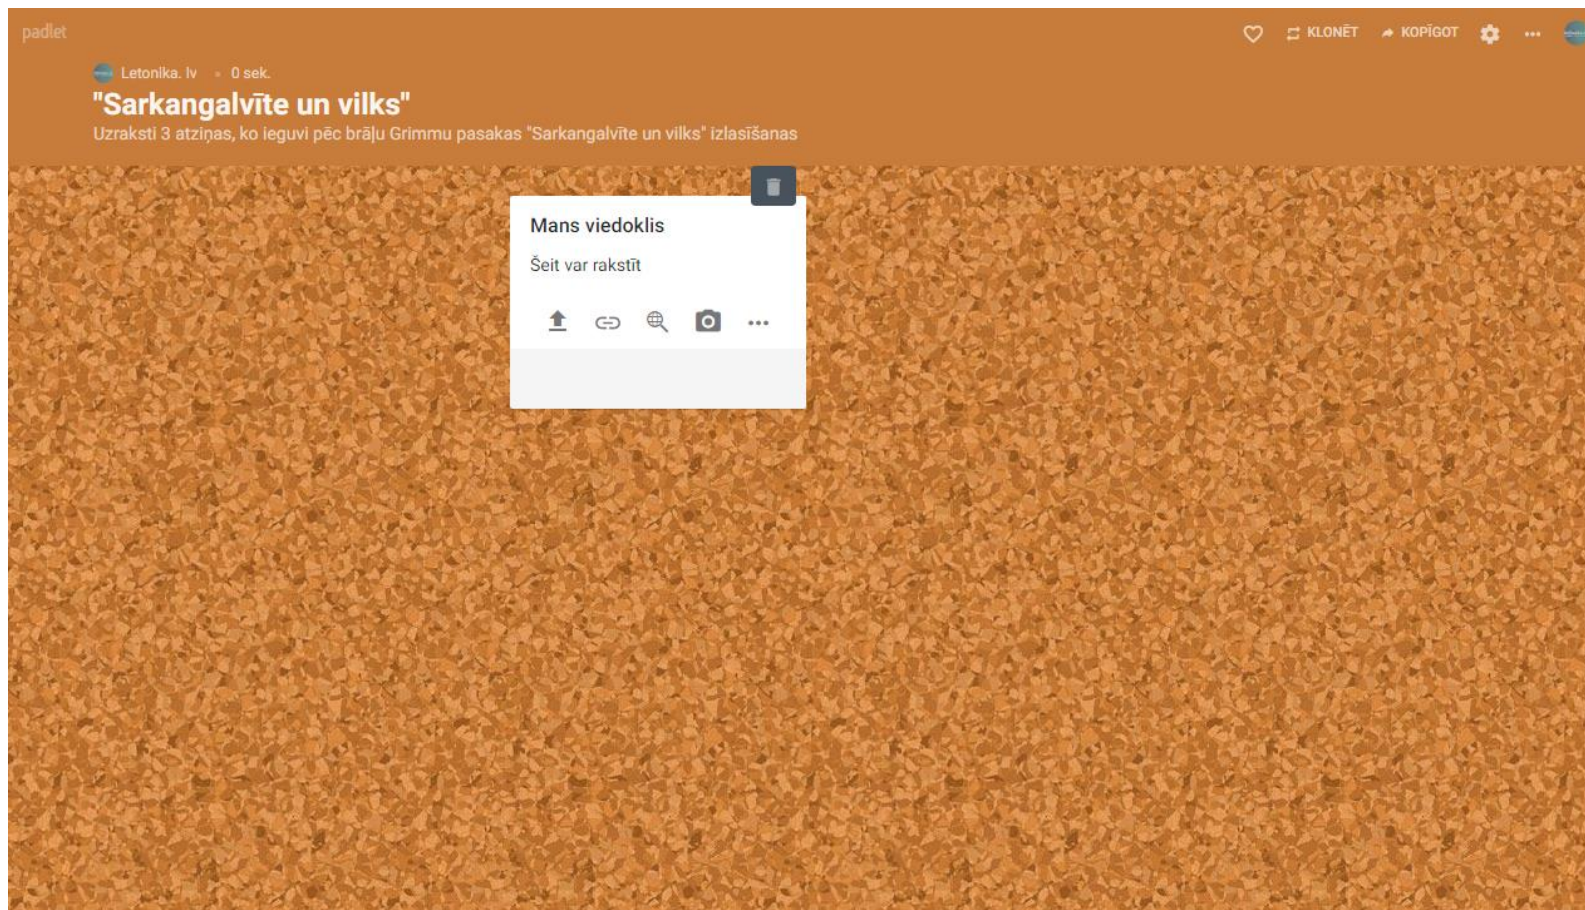 padlet
KLONĒT KOPĪGOT
Letonika. lv • 0 sek.
"Sarkangalvīte un vilks"
Uzraksti 3 atziņas, ko ieguvi pēc brāļu Grimmu pasakas "Sarkangalvīte un vilks" izlasīšanas
Mans viedoklis
Šeit var rakstīt